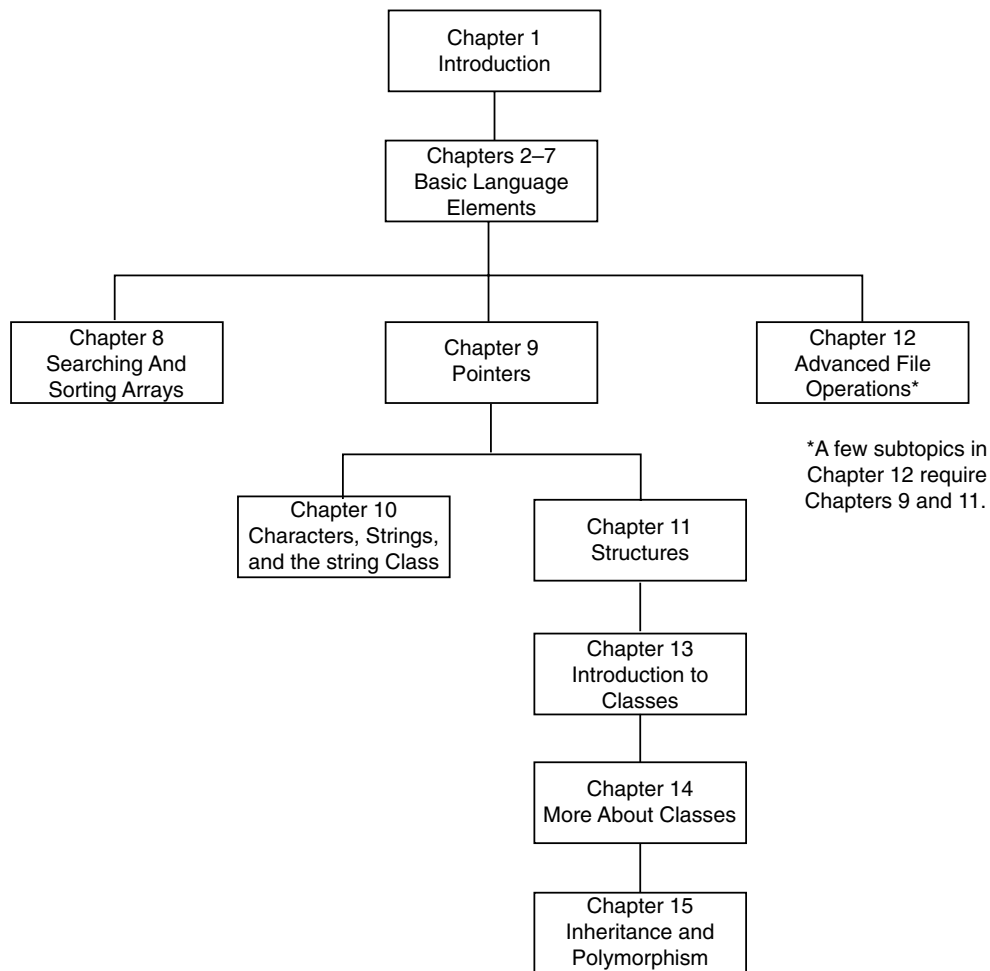 Chapter 1
Introduction
Chapters 2–7
Basic Language
Elements
Chapter 8
Searching And
Sorting Arrays
Chapter 9
Pointers
Chapter 12
Advanced File
Operations*
*A few subtopics in
Chapter 12 require
Chapters 9 and 11.
Chapter 10
Characters, Strings,
and the string Class
Chapter 11
Structures
Chapter 13
Introduction to
Classes
Chapter 14
More About Classes
Chapter 15
Inheritance and
Polymorphism